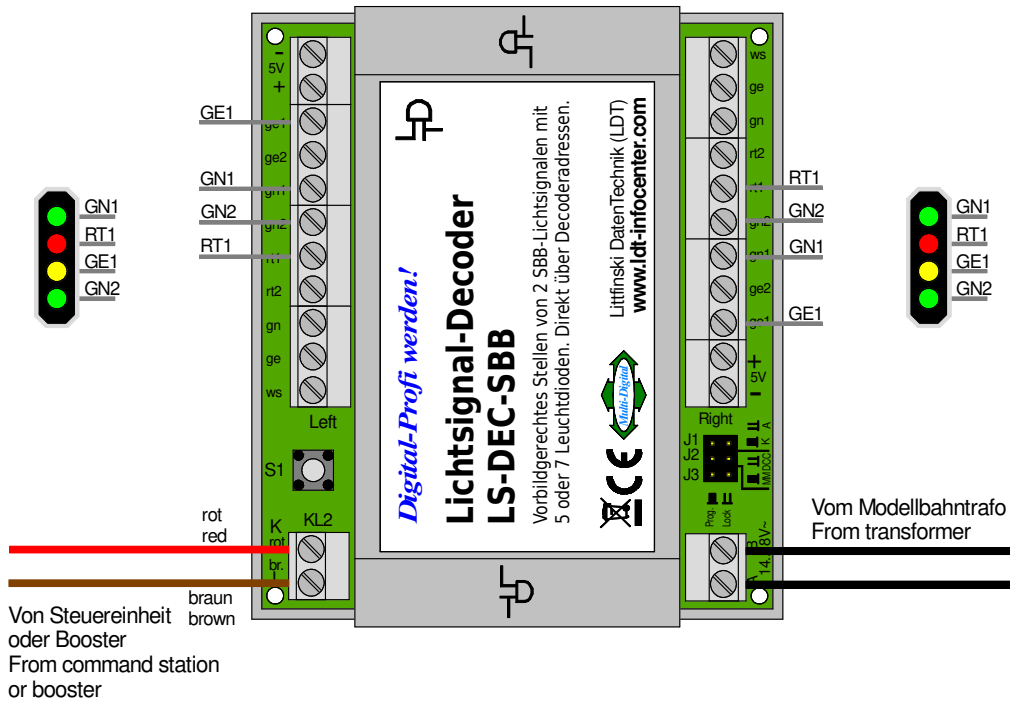 -
5V
+
ge1
ge2
gn1
gn2
rt1
rt2
gn
ge
ws
Left
S1
KL2
K
rot
br.
GE1
GN1
GN2
RT1
GN1
RT1
GE1
GN2
rot
red
braun
brown
Von Steuereinheit
oder Booster
From command station
or booster
Digital-Profi werden!
Lichtsignal-Decoder
LS-DEC-SBB
Vorbildgerechtes Stellen von 2 SBB-Lichtsignalen mit
5 oder 7 Leuchtdioden. Direkt über Decoderadressen.
Littfinski DatenTechnik (LDT)
www.ldt-infocenter.com
Multi-Digital
CE
ws
ge
gn
rt2
rt1
gn2
gn1
ge2
ge1
+
5V
-
Right
J1
J2
J3
K A
MM DCC
Prog.
Lock
B
A
RT1
GN2
GN1
GE1
GN1
RT1
GE1
GN2
Vom Modellbahntrafo
From transformer